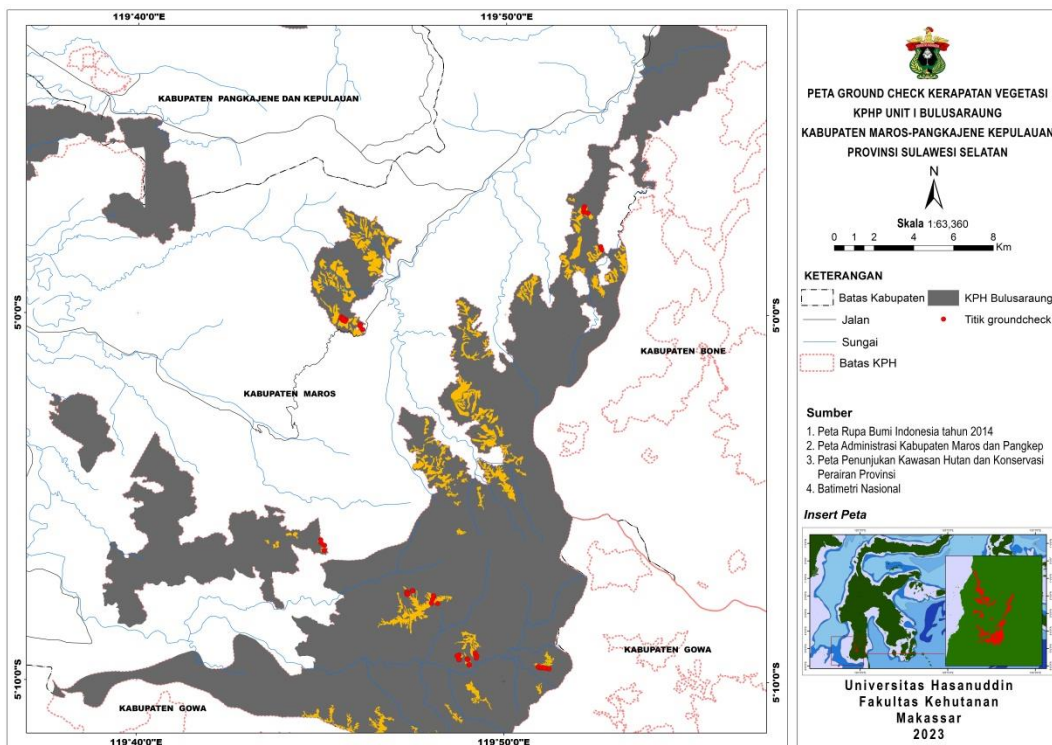 119°40'0"E
119°50'0"E
KABUPATEN PANGKAJENE DAN KEPULAUAN
5°0'0"S
5°0'0"S
KABUPATEN BONE
KABUPATEN MAROS
KABUPATEN GOWA
5°10'0"S
5°10'0"S
KABUPATEN GOWA
119°40'0"E
119°50'0"E
PETA GROUND CHECK KERAPATAN VEGETASI
KPHP UNIT I BULUSARAUNG
KABUPATEN MAROS-PANGKAJENE KEPULAUAN
PROVINSI SULAWESI SELATAN
N
Skala 1:63,360
0 1 2 4 6 8
Km
KETERANGAN
Batas Kabupaten
KPH Bulusaraung
Jalan
Titik groundcheck
Sungai
Batas KPH
Sumber
1. Peta Rupa Bumi Indonesia tahun 2014
2. Peta Administrasi Kabupaten Maros dan Pangkep
3. Peta Penunjukan Kawasan Hutan dan Konservasi
Perairan Provinsi
4. Batimetri Nasional
Insert Peta
Universitas Hasanuddin
Fakultas Kehutanan
Makassar
2023